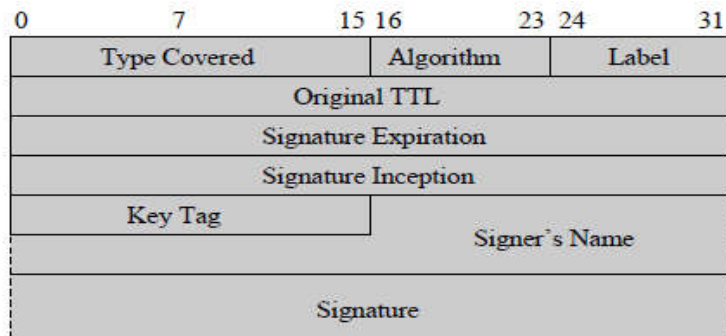 0 7 15 16 23 24 31
Type Covered Algorithm Label
Original TTL
Signature Expiration
Signature Inception
Key Tag
Signer's Name
Signature